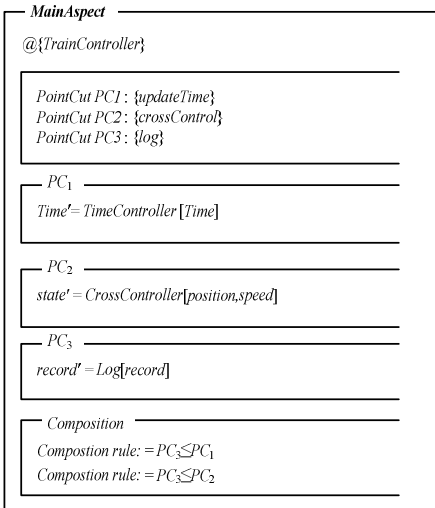 MainAspect
@{TrainController}
PointCut PC1 : {updateTime}
PointCut PC2 : {crossControl}
PointCut PC3 : {log}
PC₁
Time′= TimeController [Time]
PC₂
state′ = CrossController[position,speed]
PC₃
record′ = Log[record]
Composition
Compostion rule: = PC₃≤PC₁
Compostion rule: = PC₃≤PC₂